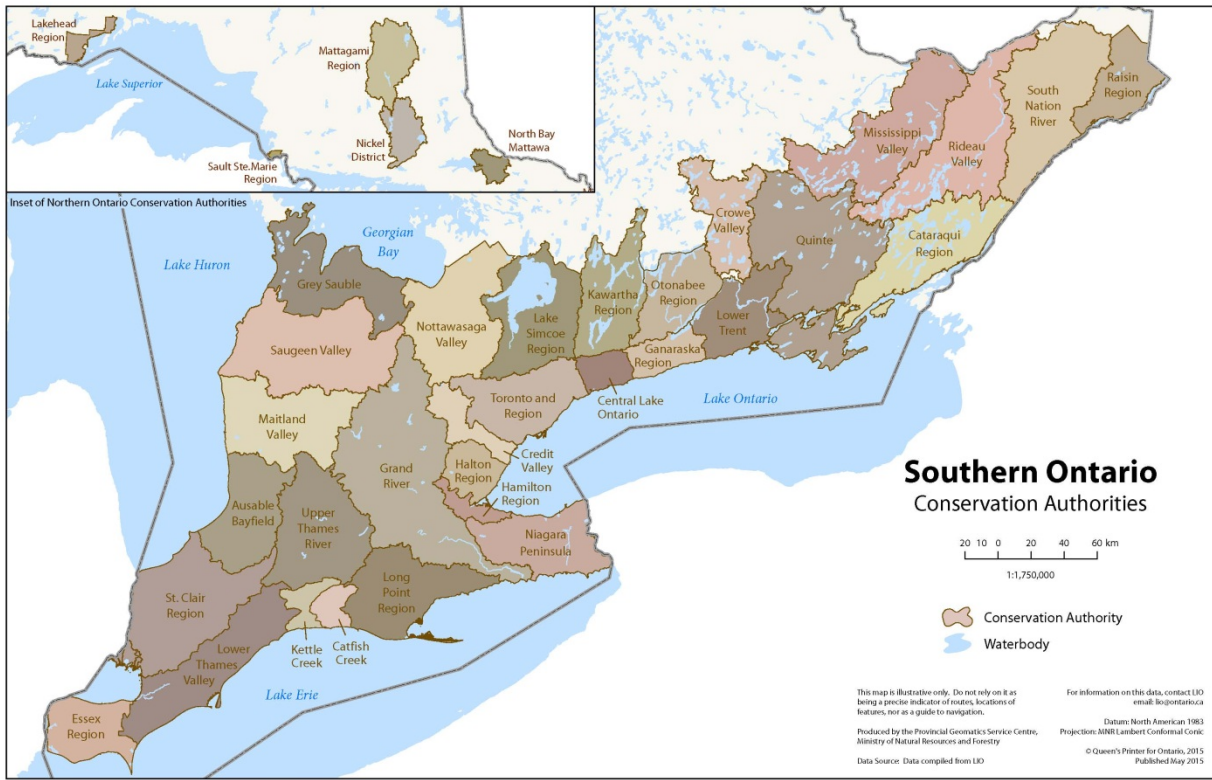 Lakehead
Region
Lake Superior
Mattagami
Region
Nickel
District
North Bay
Mattawa
Sault Ste. Marie
Region
Inset of Northern Ontario Conservation Authorities
Raisin
Region
South
Nation
River
Mississippi
Valley
Rideau
Valley
Cataraqui
Region
Crowe
Valley
Quinte
Georgian
Bay
Lake Huron
Grey Sauble
Nottawasaga
Valley
Lake
Simcoe
Region
Kawartha
Region
Otonabee
Region
Lower
Trent
Ganaraska
Region
Saugeen Valley
Maitland
Valley
Toronto and
Region
Central Lake
Ontario
Lake Ontario
Grand
River
Credit
Valley
Halton
Region
Hamilton
Region
Niagara
Peninsula
Ausable
Bayfield
Upper
Thames
River
Long
Point
Region
St. Clair
Region
Lower
Thames
Valley
Kettle
Creek
Catfish
Creek
Lake Erie
Essex
Region
Southern Ontario
Conservation Authorities
20 10 0 20 40 60 km
1:1,750,000
Conservation Authority
Waterbody
This map is illustrative only. Do not rely on it as
being a precise indicator of routes, locations of
features, nor as a guide to navigation.
Produced by the Provincial Geomatics Service Centre,
Ministry of Natural Resources and Forestry
Data Source: Data compiled from LIO
For information on this data, contact LIO
email: lio@ontario.ca
Datum: North American 1983
Projection: MNR Lambert Conformal Conic
© Queen's Printer for Ontario, 2015
Published May 2015